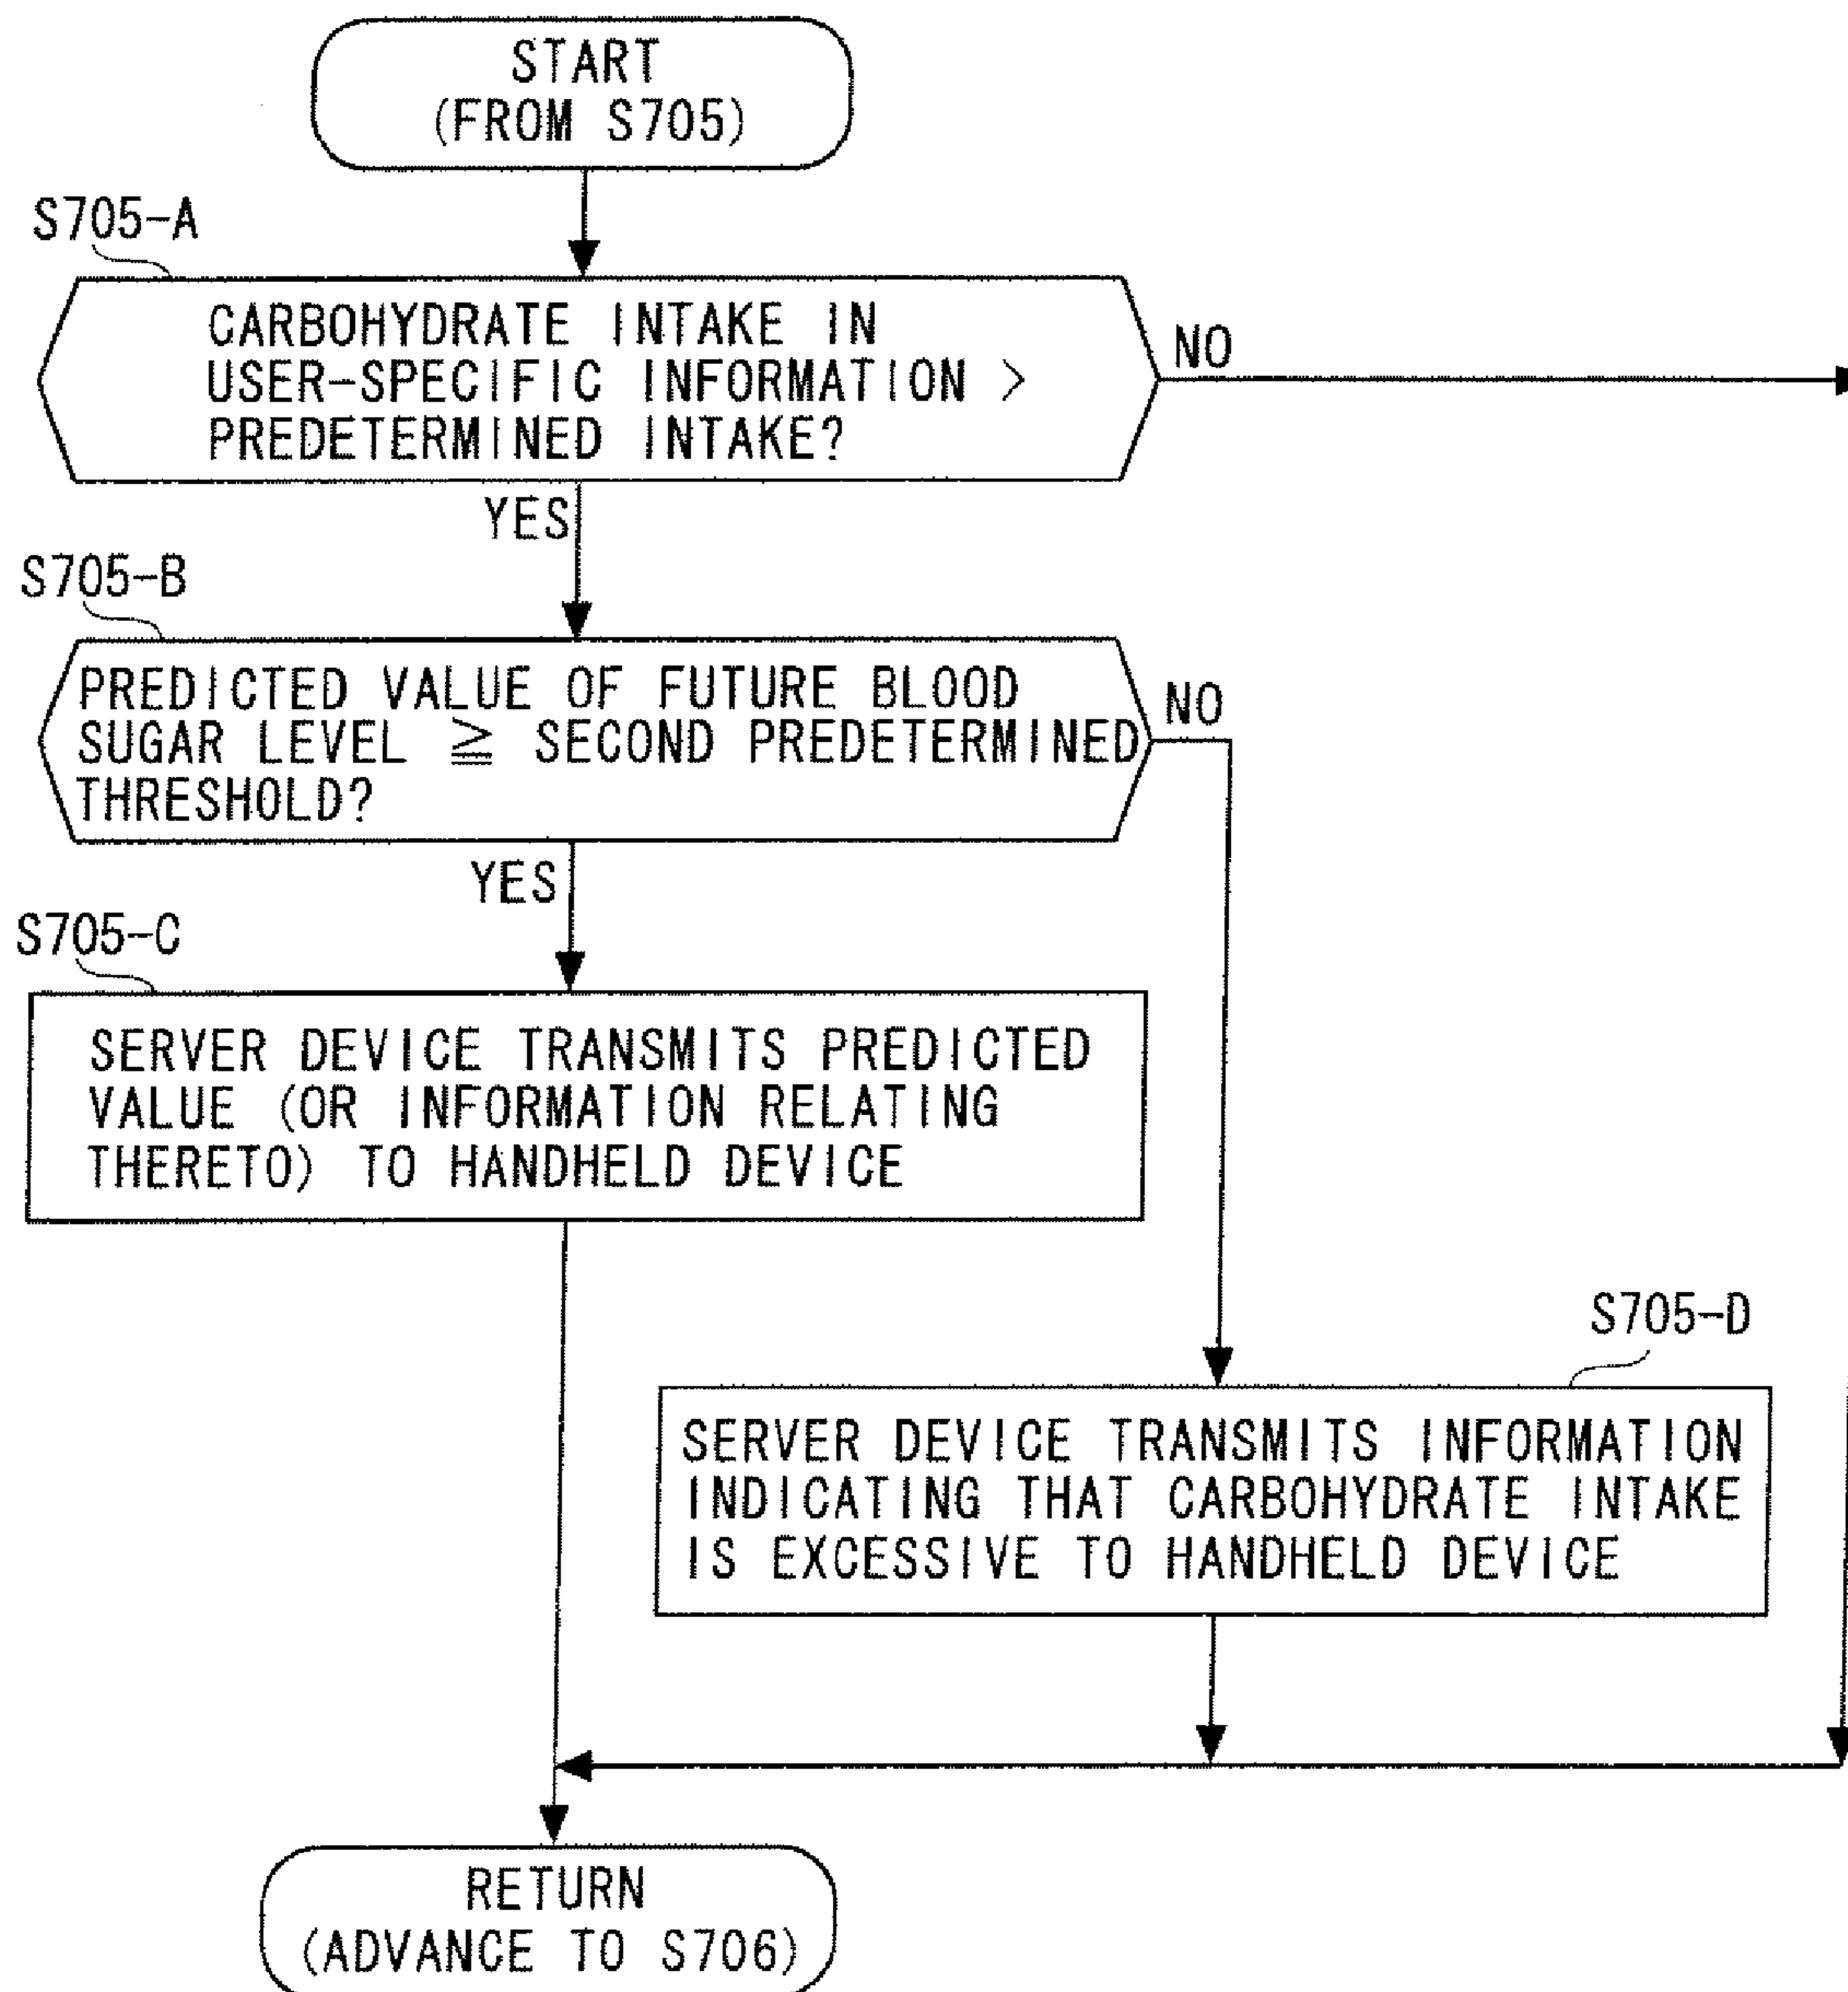 START
(FROM S705)
S705-A
CARBOHYDRATE INTAKE IN
USER-SPECIFIC INFORMATION >
PREDETERMINED INTAKE?
NO
YES
S705-B
PREDICTED VALUE OF FUTURE BLOOD
SUGAR LEVEL ≧ SECOND PREDETERMINED
THRESHOLD?
NO
YES
S705-C
SERVER DEVICE TRANSMITS PREDICTED
VALUE (OR INFORMATION RELATING
THERETO) TO HANDHELD DEVICE
S705-D
SERVER DEVICE TRANSMITS INFORMATION
INDICATING THAT CARBOHYDRATE INTAKE
IS EXCESSIVE TO HANDHELD DEVICE
RETURN
(ADVANCE TO S706)